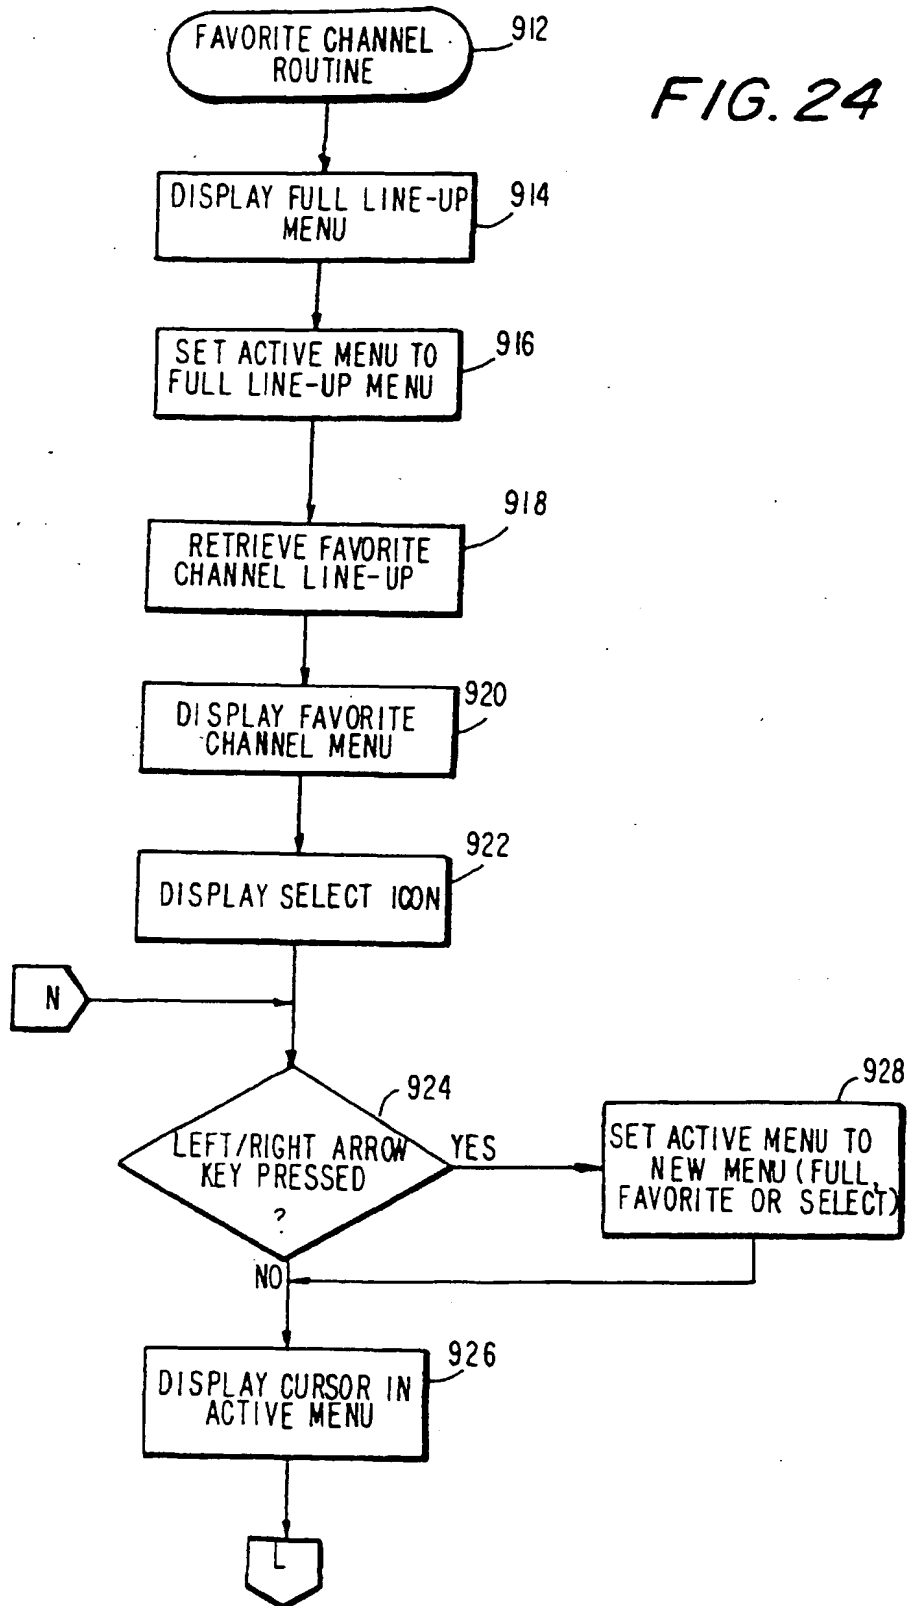 FAVORITE CHANNEL
ROUTINE
912
FIG. 24
DISPLAY FULL LINE-UP
MENU
914
SET ACTIVE MENU TO
FULL LINE-UP MENU
916
RETRIEVE FAVORITE
CHANNEL LINE-UP
918
DISPLAY FAVORITE
CHANNEL MENU
920
DISPLAY SELECT ICON
922
N
LEFT/RIGHT ARROW
KEY PRESSED
?
924
YES
SET ACTIVE MENU TO
NEW MENU (FULL,
FAVORITE OR SELECT)
928
NO
DISPLAY CURSOR IN
ACTIVE MENU
926
L